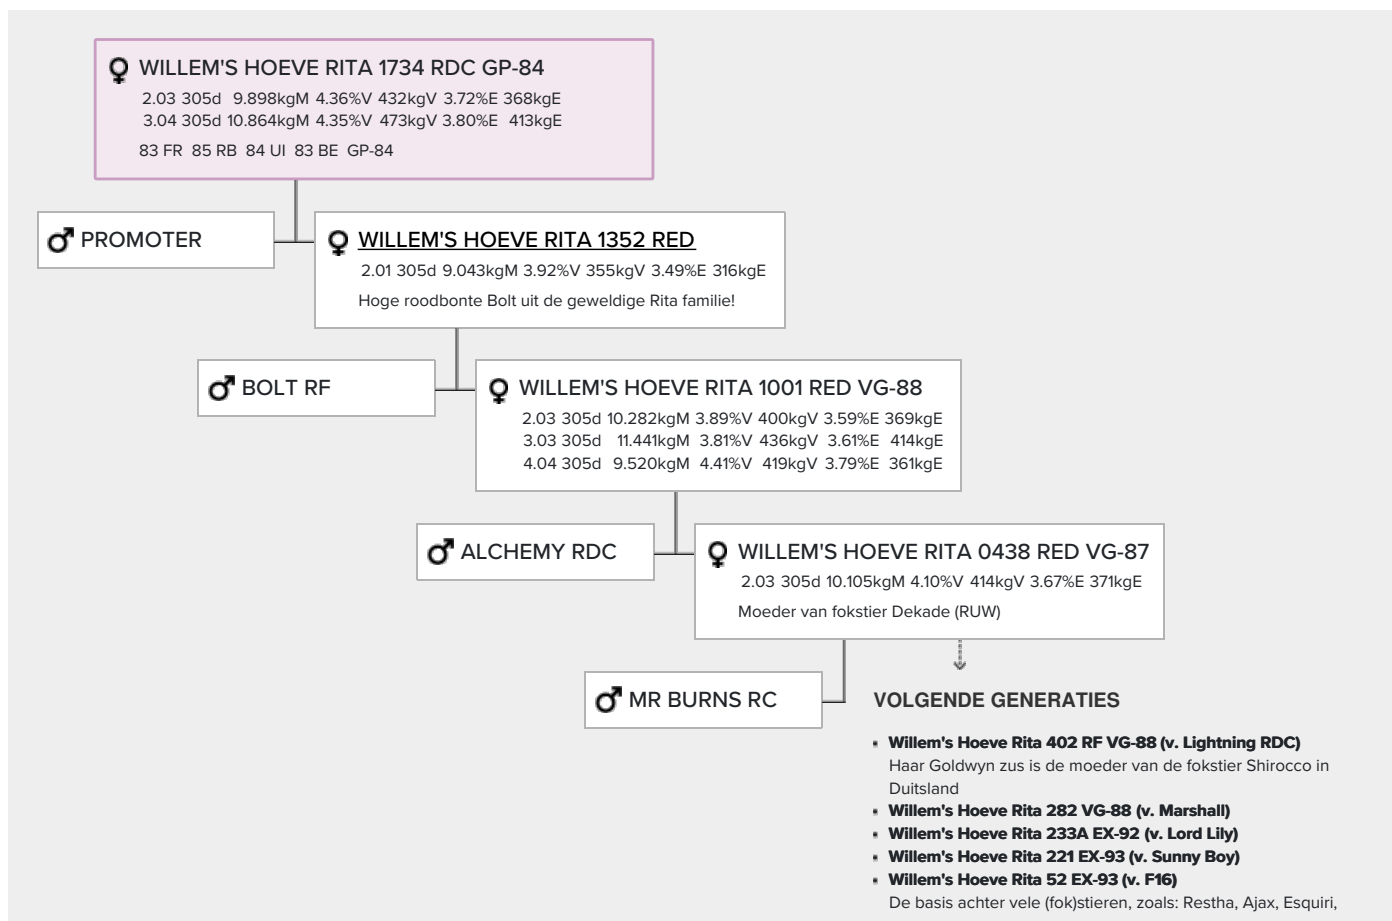 WILLEM'S HOEVE RITA 1734 RDC GP-84
2.03 305d 9.898kgM 4.36%V 432kgV 3.72%E 368kgE
3.04 305d 10.864kgM 4.35%V 473kgV 3.80%E 413kgE
83 FR 85 RB 84 UI 83 BE GP-84
PROMOTER
WILLEM'S HOEVE RITA 1352 RED
2.01 305d 9.043kgM 3.92%V 355kgV 3.49%E 316kgE
Hoge roodbonte Bolt uit de geweldige Rita familie!
BOLT RF
WILLEM'S HOEVE RITA 1001 RED VG-88
2.03 305d 10.282kgM 3.89%V 400kgV 3.59%E 369kgE
3.03 305d 11.441kgM 3.81%V 436kgV 3.61%E 414kgE
4.04 305d 9.520kgM 4.41%V 419kgV 3.79%E 361kgE
ALCHEMY RDC
WILLEM'S HOEVE RITA 0438 RED VG-87
2.03 305d 10.105kgM 4.10%V 414kgV 3.67%E 371kgE
Moeder van fokstier Dekade (RUW)
MR BURNS RC
VOLGENDE GENERATIES
Willem's Hoeve Rita 402 RF VG-88 (v. Lightning RDC)
Haar Goldwyn zus is de moeder van de fokstier Shirocco in
Duitsland
Willem's Hoeve Rita 282 VG-88 (v. Marshall)
Willem's Hoeve Rita 233A EX-92 (v. Lord Lily)
Willem's Hoeve Rita 221 EX-93 (v. Sunny Boy)
Willem's Hoeve Rita 52 EX-93 (v. F16)
De basis achter vele (fok)stieren, zoals: Restha, Ajax, Esquiri,